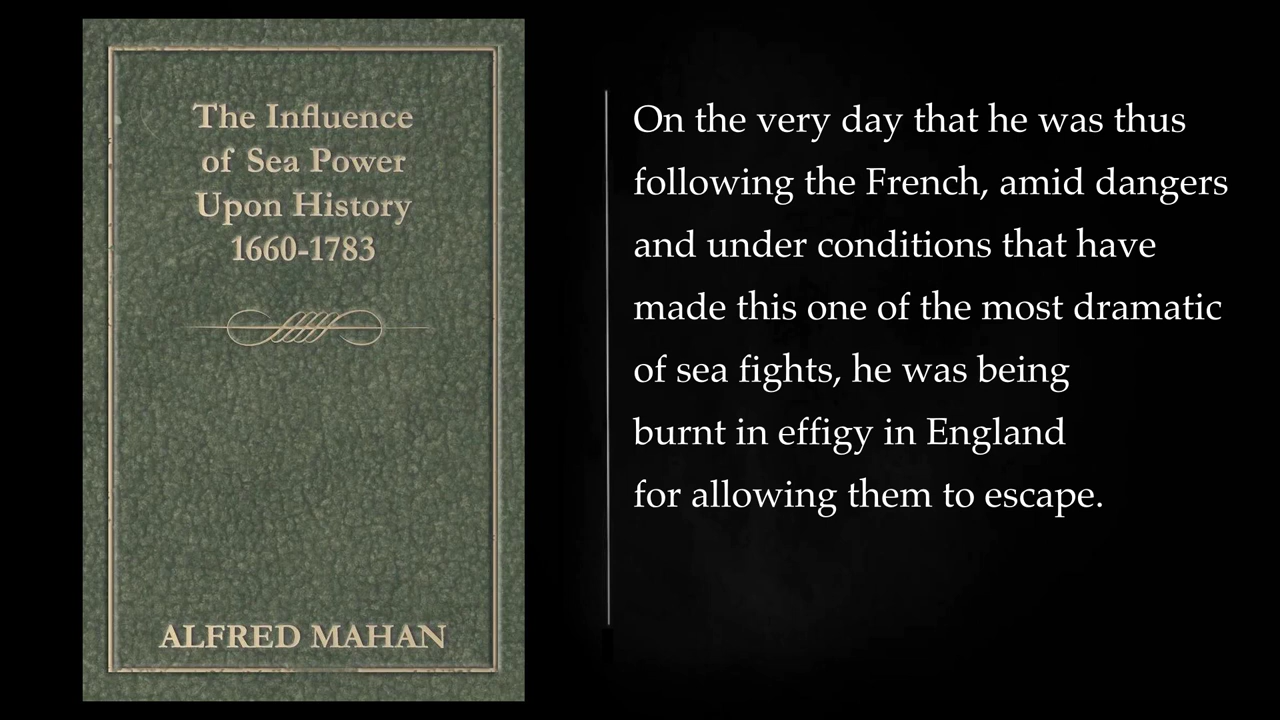 The Influence
of Sea Power
Upon History
1660-1783
ALFRED MAHAN
On the very day that he was thus
following the French, amid dangers
and under conditions that have
made this one of the most dramatic
of sea fights, he was being
burnt in effigy in England
for allowing them to escape.